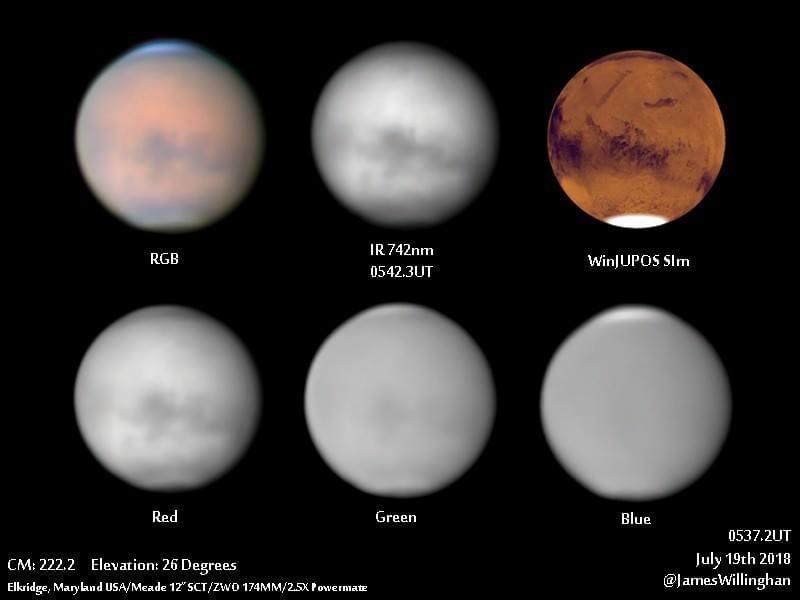 RGB
IR 742nm
0542.3UT
WinJUPOS SIm
Red
Green
Blue
0537.2UT
July 19th 2018
@JamesWillinghan
CM: 222.2 Elevation: 26 Degrees
Elkridge, Maryland USA/Meade 12" SCT/ZWO 174MM/2.5X Powermate